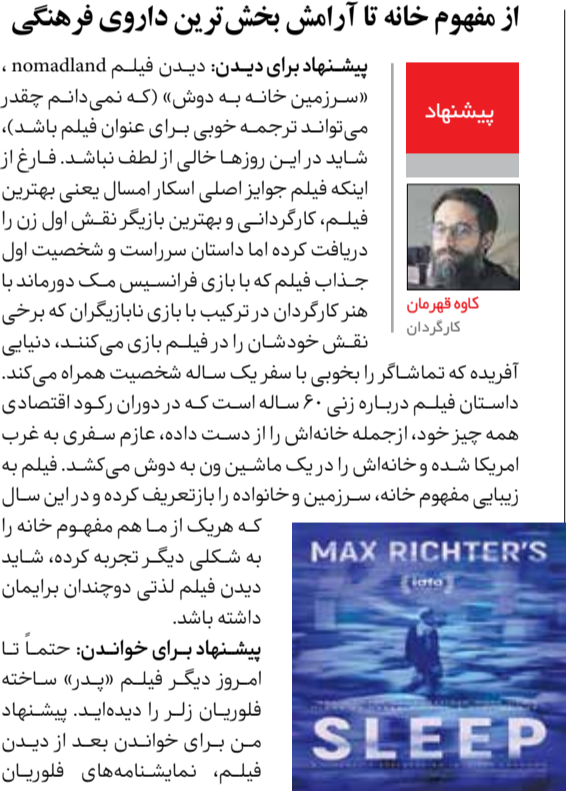 از مفهوم خانه تا آرامش بخش‌ترین داروی فرهنگی
پیشنهاد
کاوه قهرمان
کارگردان
پیشنهاد برای دیدن: دیدن فیلم nomadland ،
«سرزمین خانه به دوش» (که نمی‌دانم چقدر
می‌تواند ترجمه خوبی برای عنوان فیلم باشد)،
شاید در این روزها خالی از لطف نباشد. فارغ از
اینکه فیلم جوایز اصلی اسکار امسال یعنی بهترین
فیلم، کارگردانی و بهترین بازیگر نقش اول زن را
دریافت کرده اما داستان سرراست و شخصیت اول
جذاب فیلم که با بازی فرانسیس مک دورماند با
هنر کارگردان در ترکیب با بازی نابازیگران که برخی
نقش خودشان را در فیلم بازی می‌کنند، دنیایی
آفریده که تماشاگر را بخوبی با سفر یک ساله شخصیت همراه می‌کند.
داستان فیلم درباره زنی ۶۰ ساله است که در دوران رکود اقتصادی
همه چیز خود، ازجمله خانه‌اش را از دست داده، عازم سفری به غرب
امریکا شده و خانه‌اش را در یک ماشین ون به دوش می‌کشد. فیلم به
زیبایی مفهوم خانه، سرزمین و خانواده را بازتعریف کرده و در این سال
که هریک از ما هم مفهوم خانه را
به شکلی دیگر تجربه کرده، شاید
دیدن فیلم لذتی دوچندان برایمان
داشته باشد.
پیشنهاد برای خواندن: حتماً تا
امروز دیگر فیلم «پدر» ساخته
فلوریان زلر را دیده‌اید. پیشنهاد
من برای خواندن بعد از دیدن
فیلم، نمایشنامه‌های فلوریان
MAX RICHTER'S
idfa
SLEEP